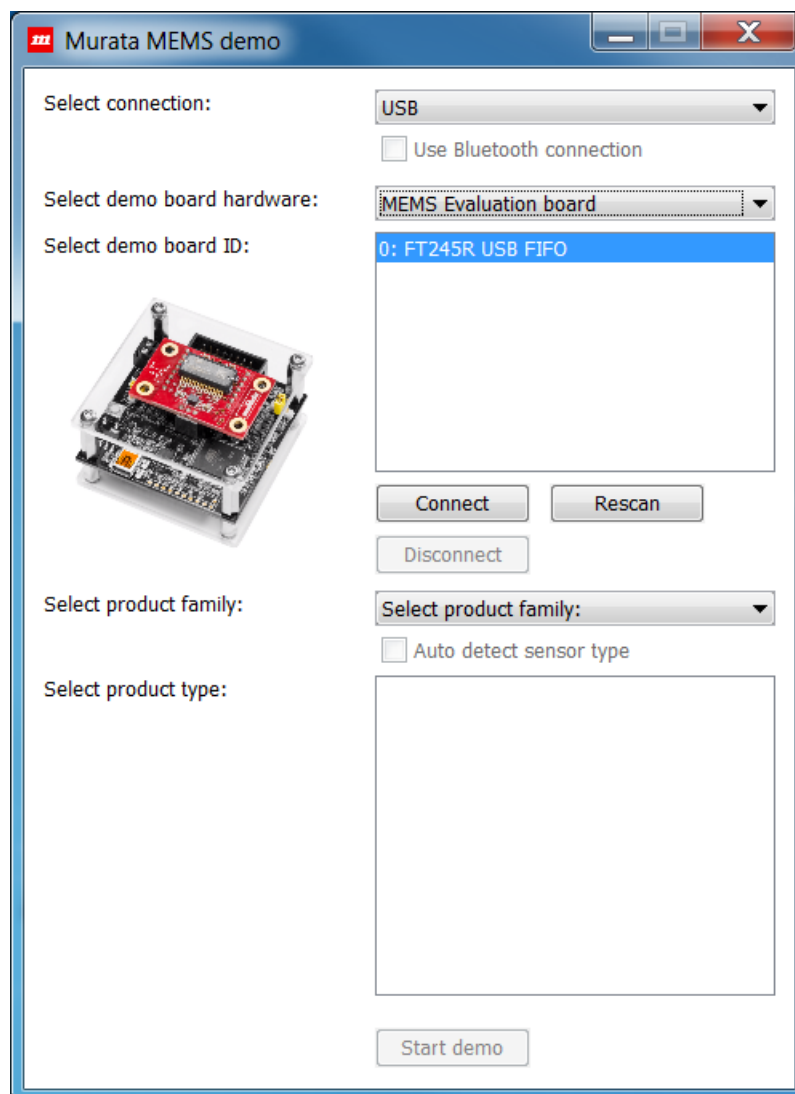 Murata MEMS demo
Select connection:
USB
Use Bluetooth connection
Select demo board hardware:
MEMS Evaluation board
Select demo board ID:
0: FT245R USB FIFO
Connect
Rescan
Disconnect
Select product family:
Select product family:
Auto detect sensor type
Select product type:
Start demo